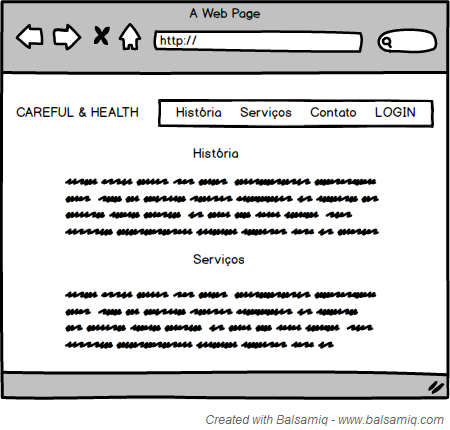 A Web Page
http://
CAREFUL & HEALTH
História Serviços Contato LOGIN
História
Serviços
Created with Balsamiq - www.balsamiq.com